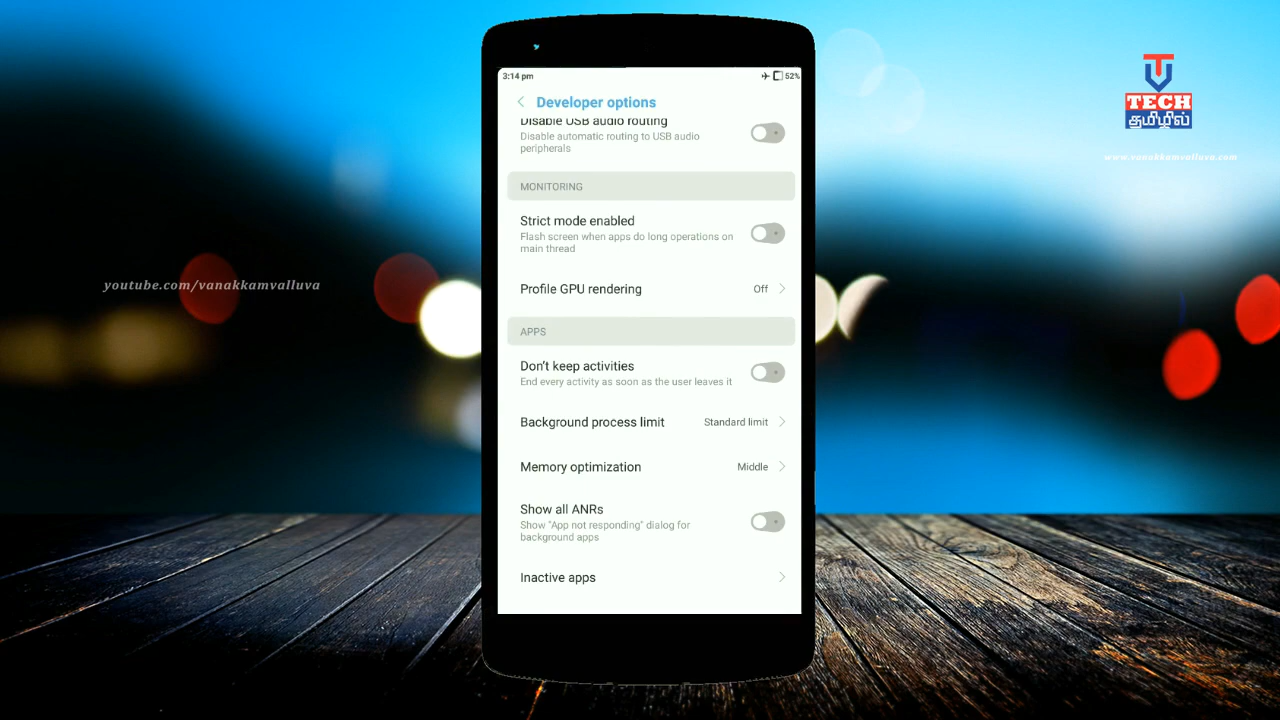 3:14 pm
52%
Developer options
Disable USB audio routing
Disable automatic routing to USB audio
peripherals
MONITORING
Strict mode enabled
Flash screen when apps do long operations on
main thread
Profile GPU rendering
Off
APPS
Don't keep activities
End every activity as soon as the user leaves it
Background process limit
Standard limit
Memory optimization
Middle
Show all ANRs
Show "App not responding" dialog for
background apps
Inactive apps
youtube.com/vanakkamvalluva
TECH
தமிழில்
www.vanakkamvalluva.com